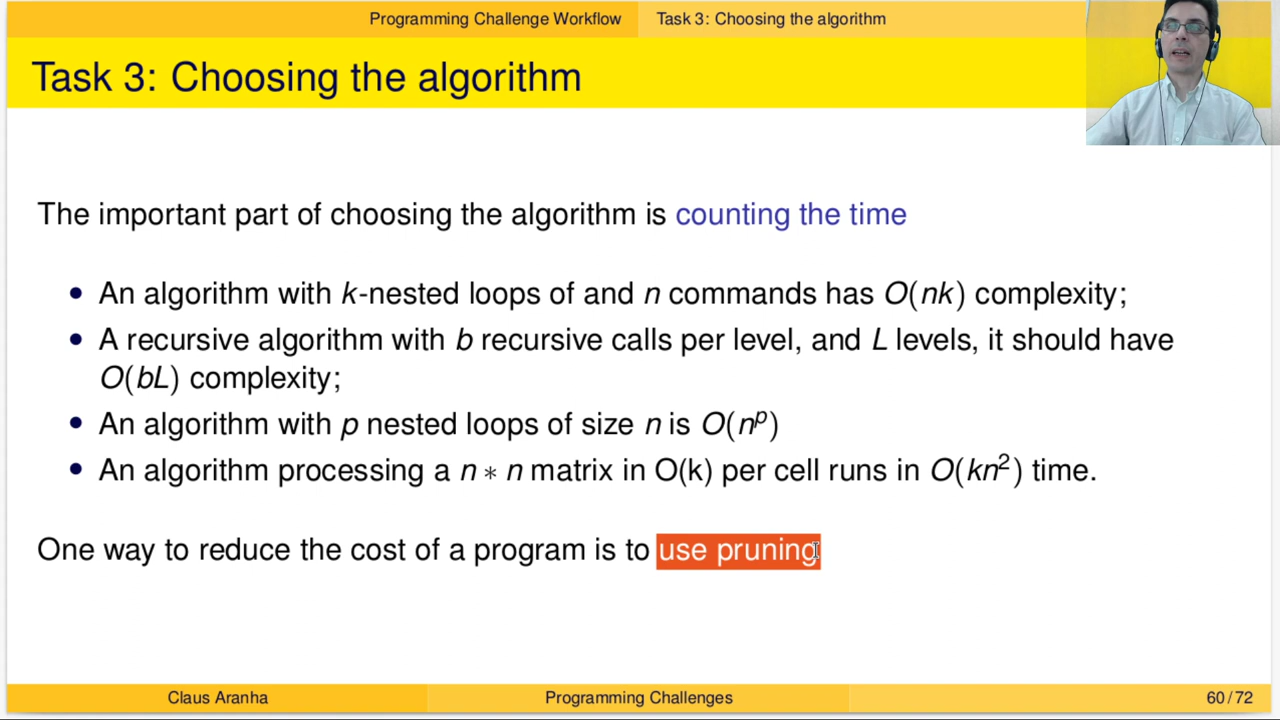 Programming Challenge Workflow Task 3: Choosing the algorithm
Task 3: Choosing the algorithm
The important part of choosing the algorithm is counting the time
• An algorithm with k-nested loops of and n commands has O(nk) complexity;
• A recursive algorithm with b recursive calls per level, and L levels, it should have
O(bL) complexity;
• An algorithm with p nested loops of size n is O(nᵖ)
• An algorithm processing a n ∗ n matrix in O(k) per cell runs in O(kn²) time.
One way to reduce the cost of a program is to use pruning
Claus Aranha Programming Challenges 60 / 72